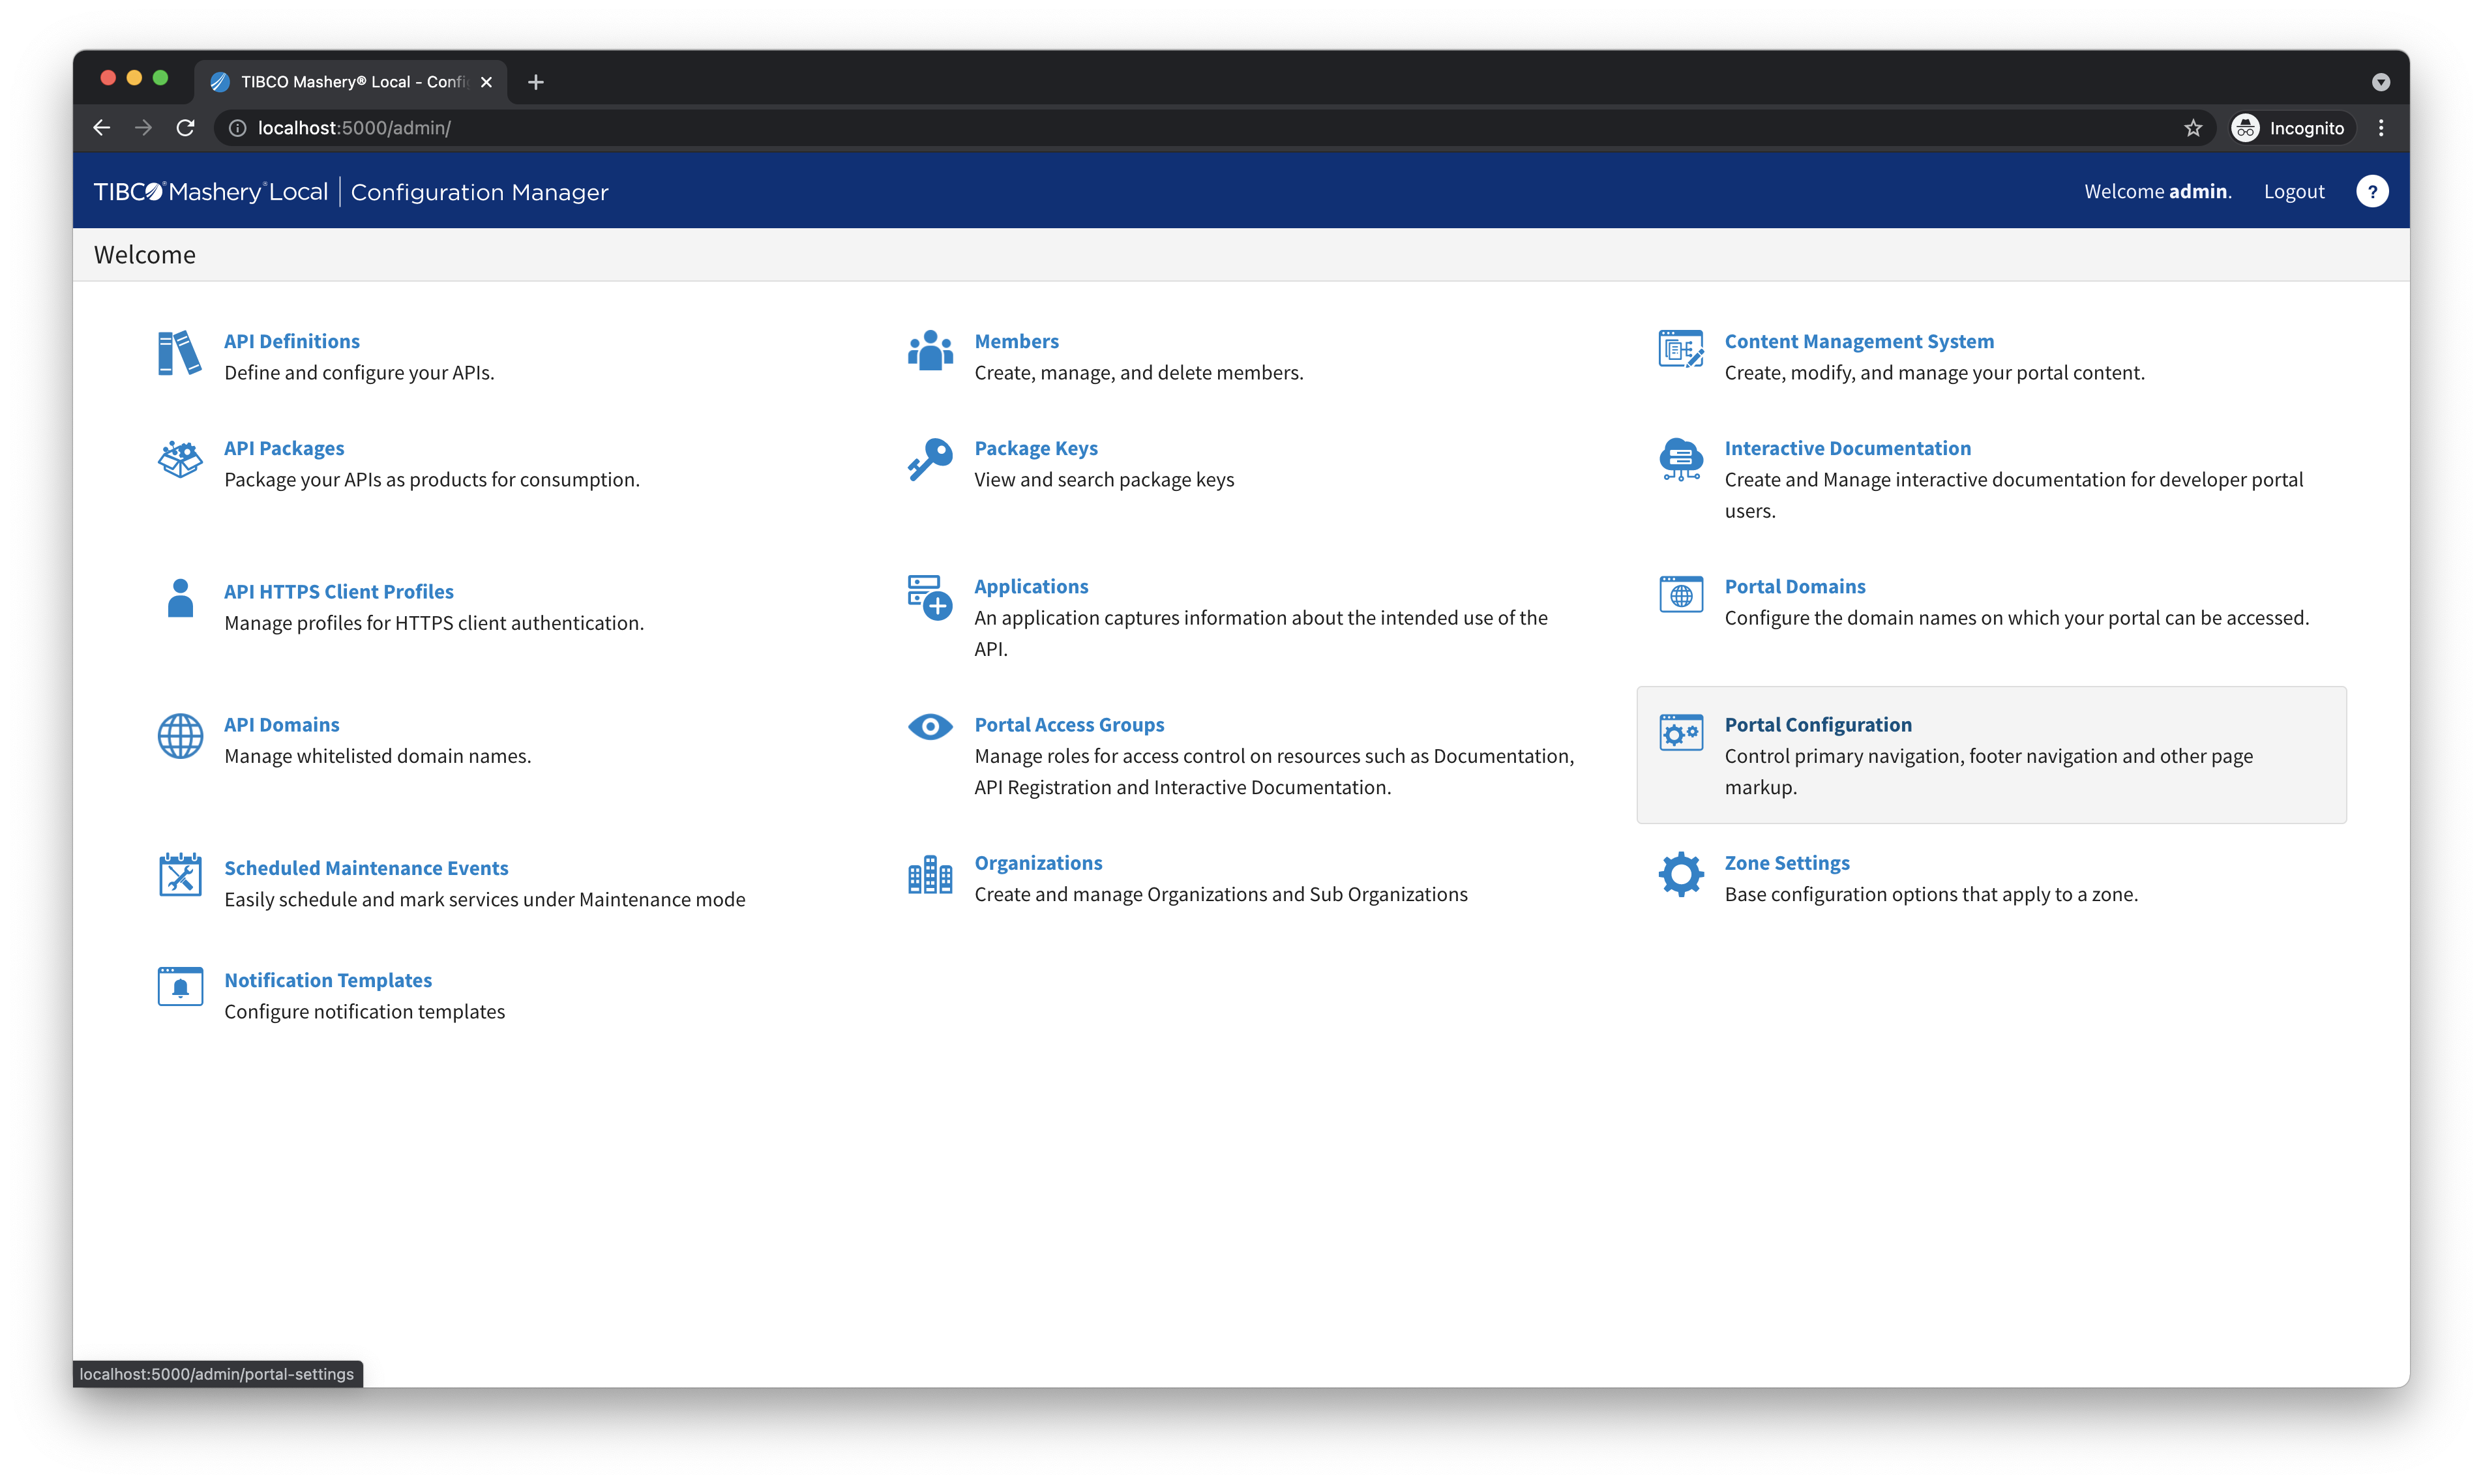 TIBCO Mashery® Local - Confi
localhost:5000/admin/
Incognito
TIBCO® Mashery® Local | Configuration Manager
Welcome admin.
Logout
?
Welcome
API Definitions
Define and configure your APIs.
API Packages
Package your APIs as products for consumption.
API HTTPS Client Profiles
Manage profiles for HTTPS client authentication.
API Domains
Manage whitelisted domain names.
Scheduled Maintenance Events
Easily schedule and mark services under Maintenance mode
Notification Templates
Configure notification templates
Members
Create, manage, and delete members.
Package Keys
View and search package keys
Applications
An application captures information about the intended use of the
API.
Portal Access Groups
Manage roles for access control on resources such as Documentation,
API Registration and Interactive Documentation.
Organizations
Create and manage Organizations and Sub Organizations
Content Management System
Create, modify, and manage your portal content.
Interactive Documentation
Create and Manage interactive documentation for developer portal
users.
Portal Domains
Configure the domain names on which your portal can be accessed.
Portal Configuration
Control primary navigation, footer navigation and other page
markup.
Zone Settings
Base configuration options that apply to a zone.
localhost:5000/admin/portal-settings